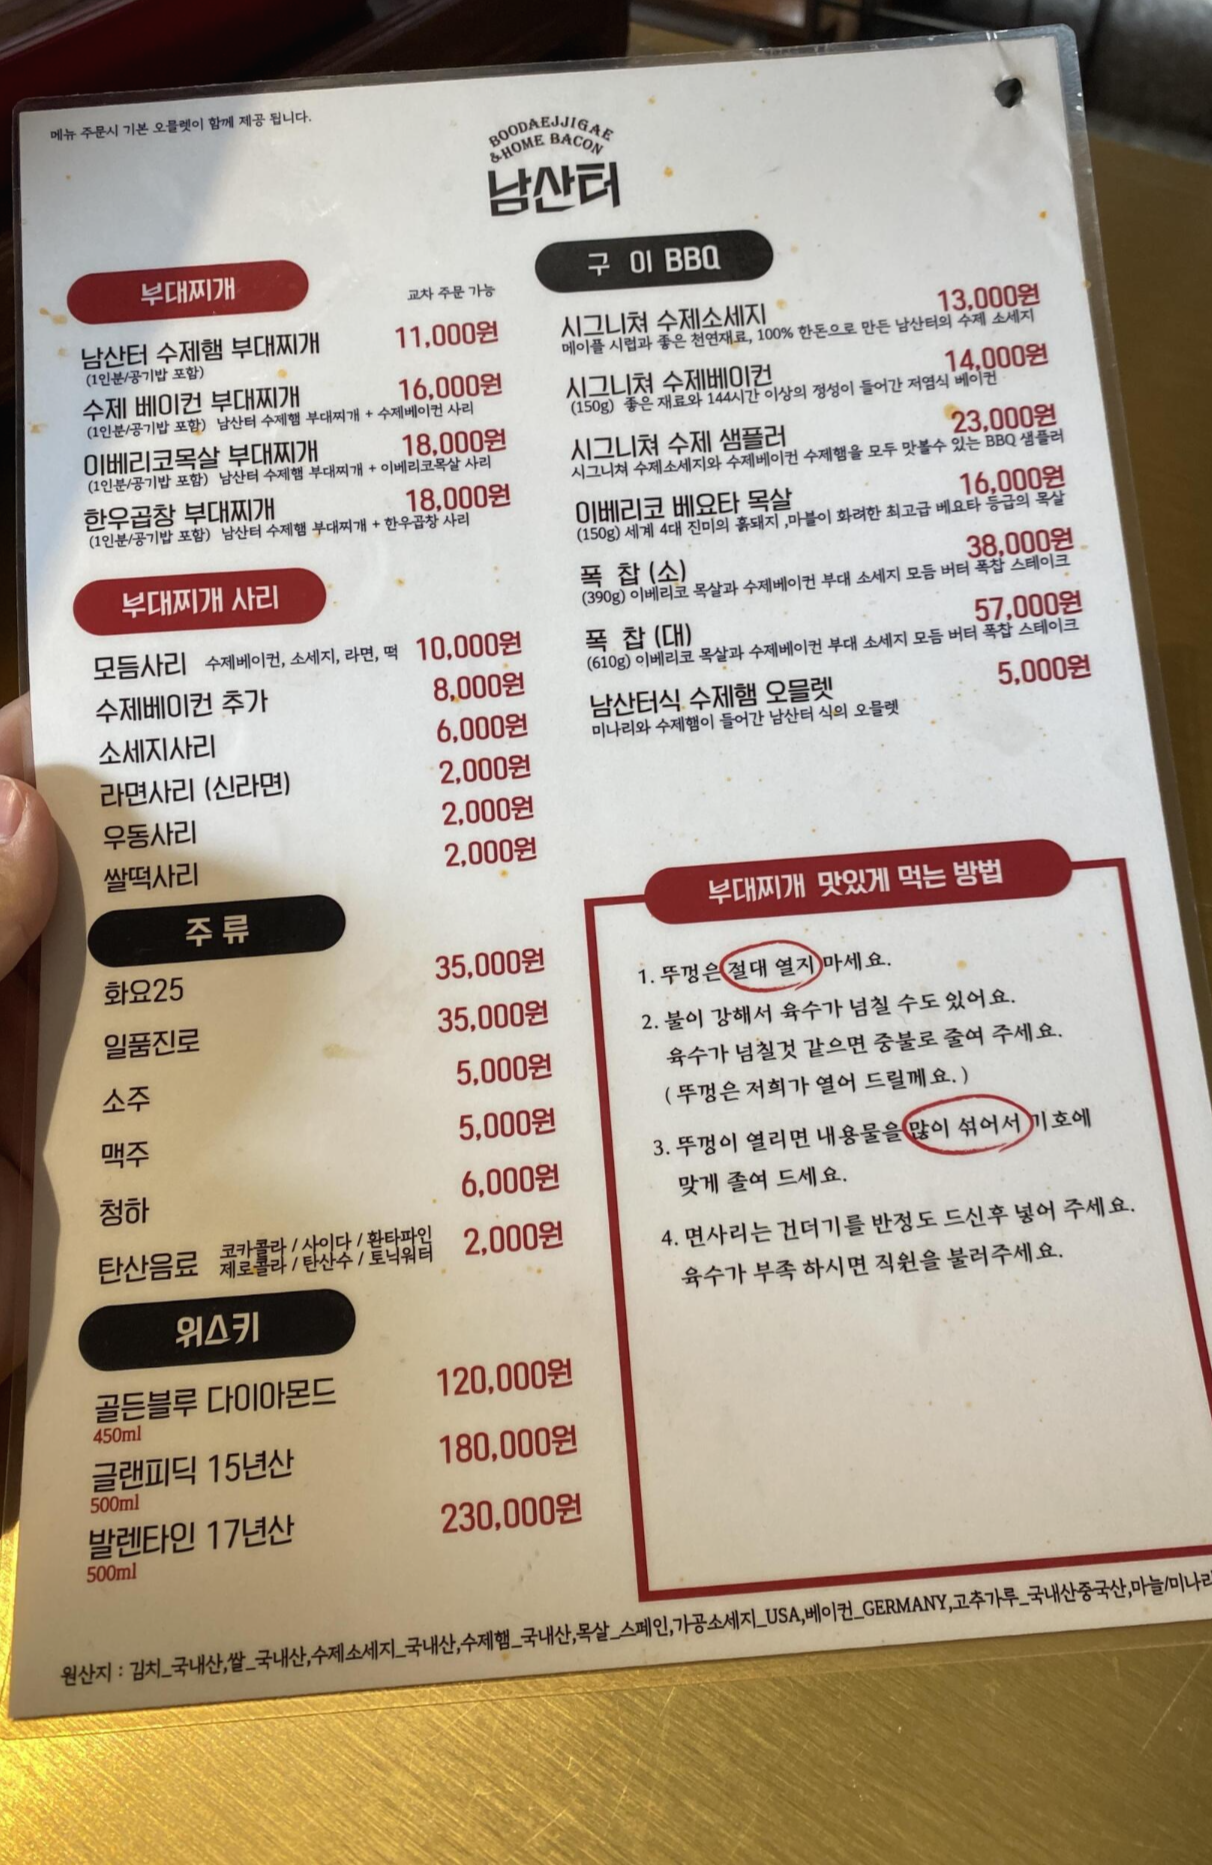 메뉴 주문시 기본 오믈렛이 함께 제공 됩니다.
BOODAEJJIGAE
&HOME BACON
남산터
부대찌개
교차 주문 가능
남산터 수제햄 부대찌개 11,000원
(1인분/공기밥 포함)
수제 베이컨 부대찌개 16,000원
(1인분/공기밥 포함) 남산터 수제햄 부대찌개 + 수제베이컨 사리
이베리코목살 부대찌개 18,000원
(1인분/공기밥 포함) 남산터 수제햄 부대찌개 + 이베리코목살 사리
한우곱창 부대찌개 18,000원
(1인분/공기밥 포함) 남산터 수제햄 부대찌개 + 한우곱창 사리
부대찌개 사리
모듬사리 수제베이컨, 소세지, 라면, 떡 10,000원
수제베이컨 추가 8,000원
소세지사리 6,000원
라면사리 (신라면) 2,000원
우동사리 2,000원
쌀떡사리 2,000원
주 류
화요25 35,000원
일품진로 35,000원
소주 5,000원
맥주 5,000원
청하 6,000원
탄산음료 코카콜라 / 사이다 / 환타파인 2,000원
제로콜라 / 탄산수 / 토닉워터
위스키
골든블루 다이아몬드 120,000원
450ml
글랜피딕 15년산 180,000원
500ml
발렌타인 17년산 230,000원
500ml
구 이 BBQ
시그니쳐 수제소세지 13,000원
메이플 시럽과 좋은 천연재료, 100% 한돈으로 만든 남산터의 수제 소세지
시그니쳐 수제베이컨 14,000원
(150g) 좋은 재료와 144시간 이상의 정성이 들어간 저염식 베이컨
시그니쳐 수제 샘플러 23,000원
시그니쳐 수제소세지와 수제베이컨 수제햄을 모두 맛볼수 있는 BBQ 샘플러
이베리코 베요타 목살 16,000원
(150g) 세계 4대 진미의 흙돼지 ,마블이 화려한 최고급 베요타 등급의 목살
폭 찹 (소) 38,000원
(390g) 이베리코 목살과 수제베이컨 부대 소세지 모듬 버터 폭찹 스테이크
폭 찹 (대) 57,000원
(610g) 이베리코 목살과 수제베이컨 부대 소세지 모듬 버터 폭찹 스테이크
남산터식 수제햄 오믈렛 5,000원
미나리와 수제햄이 들어간 남산터 식의 오믈렛
부대찌개 맛있게 먹는 방법
1. 뚜껑은 절대 열지 마세요.
2. 불이 강해서 육수가 넘칠 수도 있어요.
육수가 넘칠것 같으면 중불로 줄여 주세요.
( 뚜껑은 저희가 열어 드릴께요. )
3. 뚜껑이 열리면 내용물을 많이 섞어서 기호에
맞게 졸여 드세요.
4. 면사리는 건더기를 반정도 드신후 넣어 주세요.
육수가 부족 하시면 직원을 불러주세요.
원산지 : 김치_국내산,쌀_국내산,수제소세지_국내산,수제햄_국내산,목살_스페인,가공소세지_USA,베이컨_GERMANY,고추가루_국내산중국산,마늘/미나리